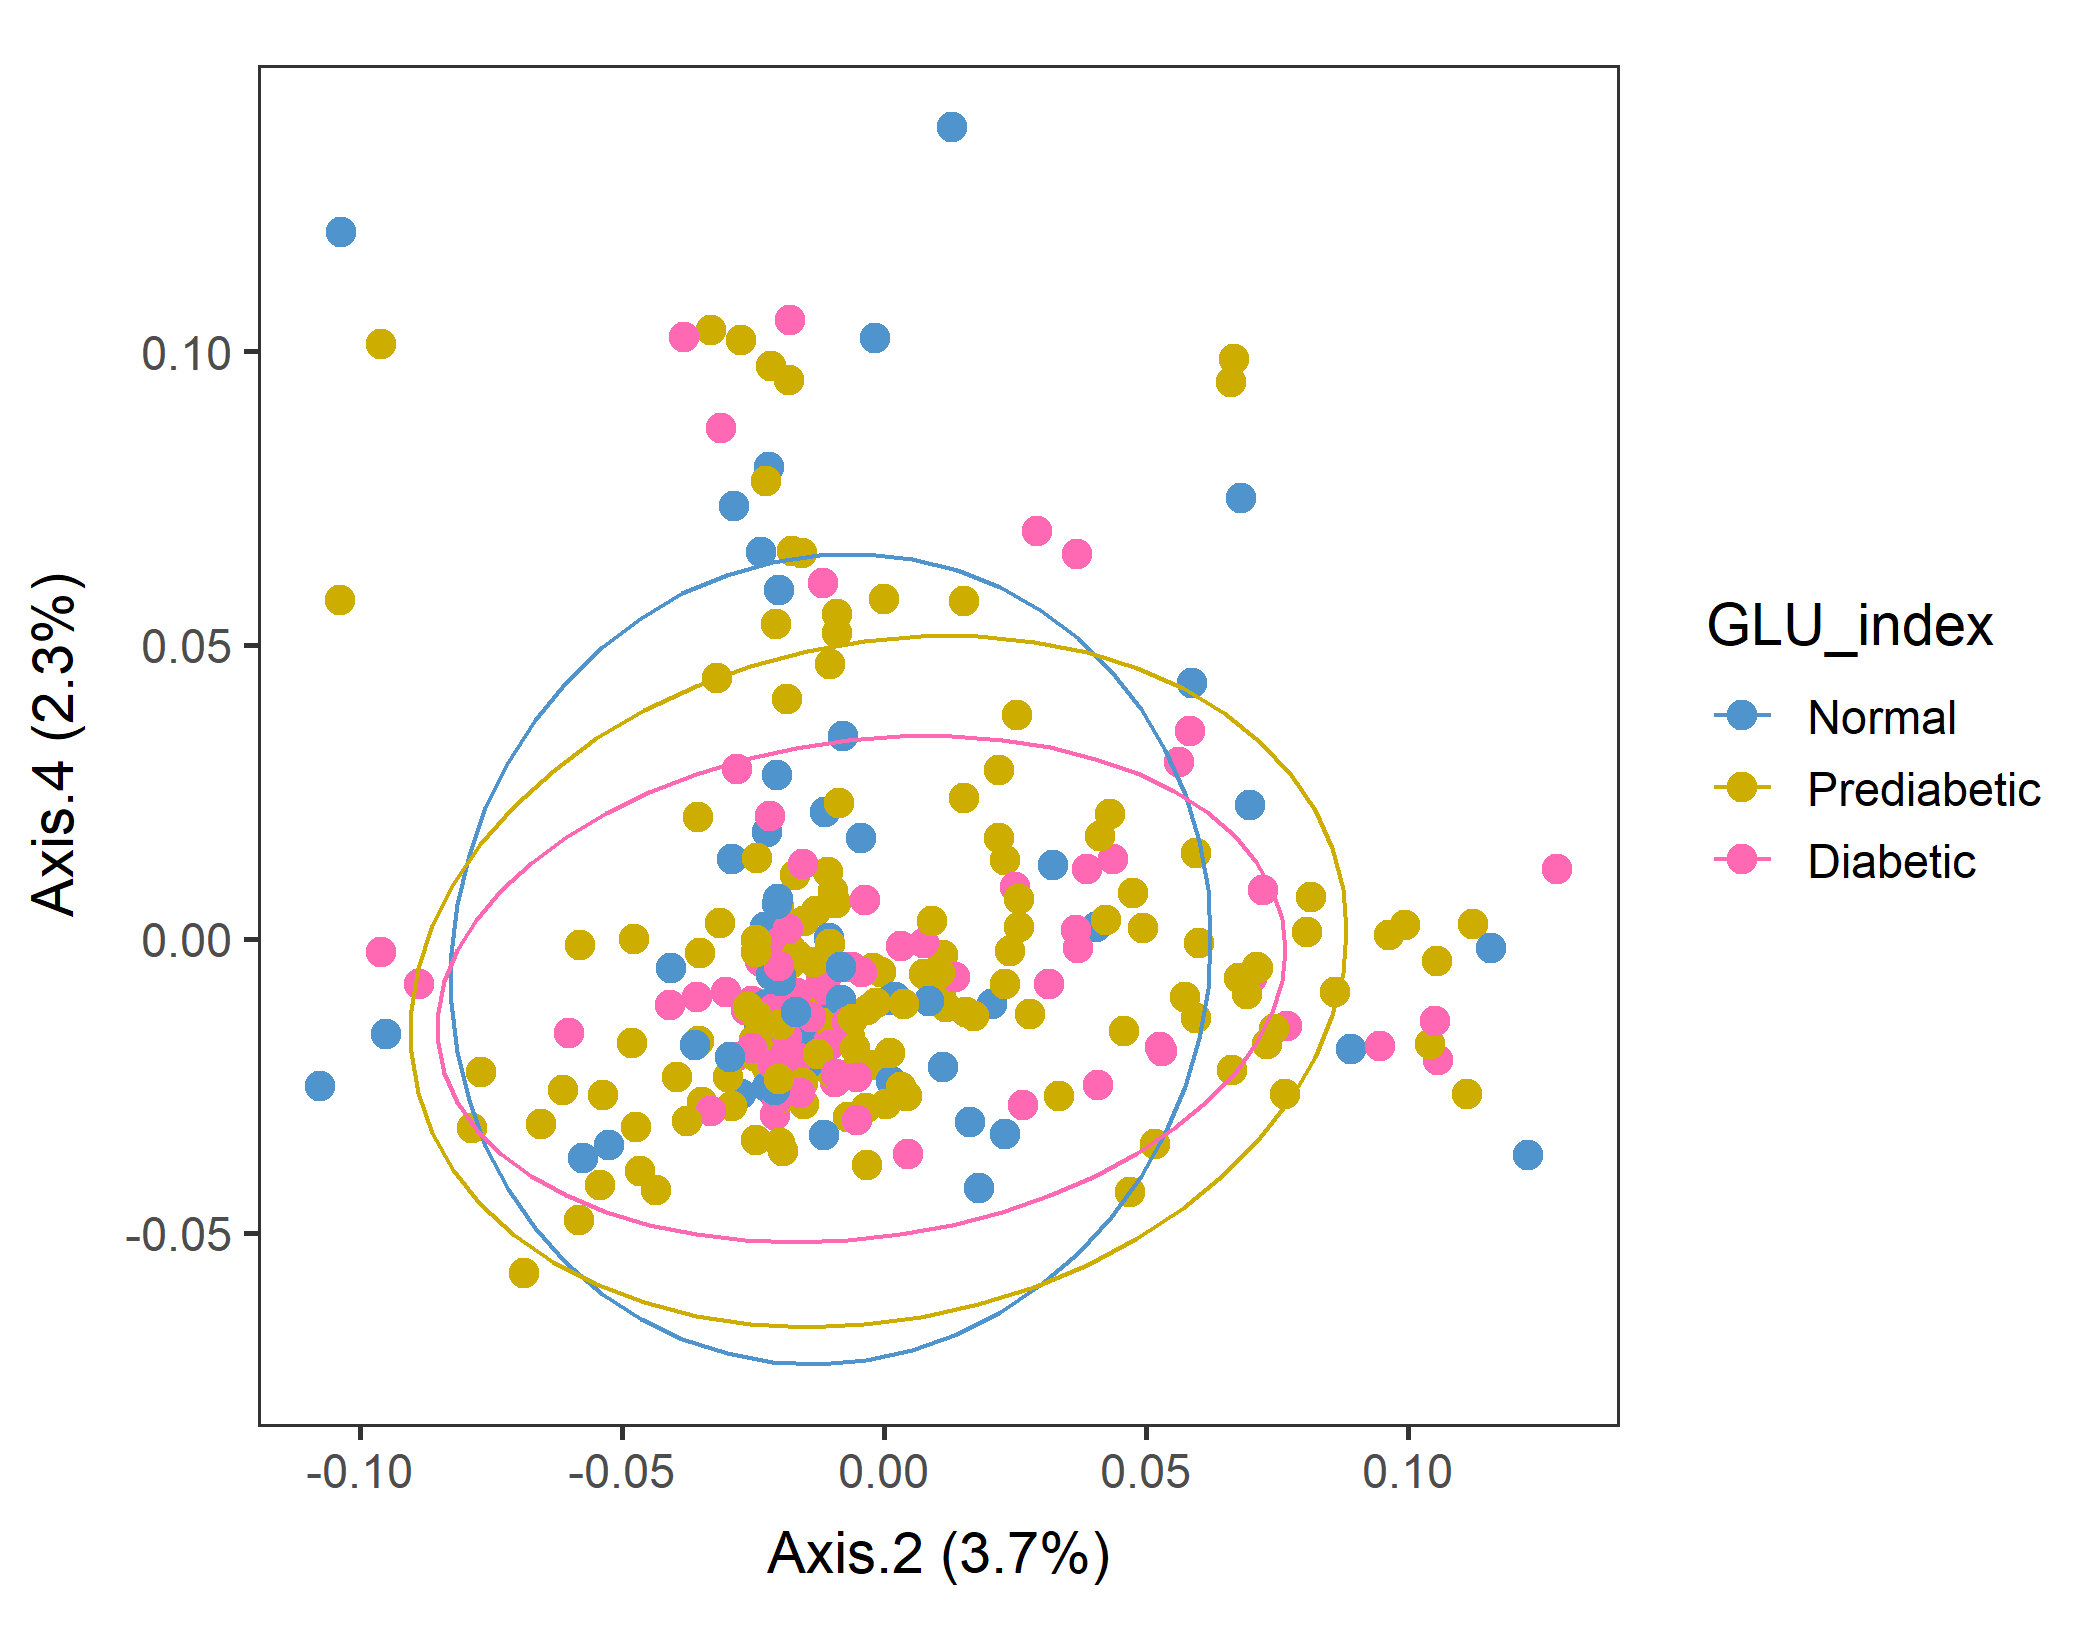 0.10
0.05
0.00
-0.05
-0.10
-0.05
0.00
0.05
0.10
Axis.2 (3.7%)
Axis.4 (2.3%)
GLU_index
Normal
Prediabetic
Diabetic